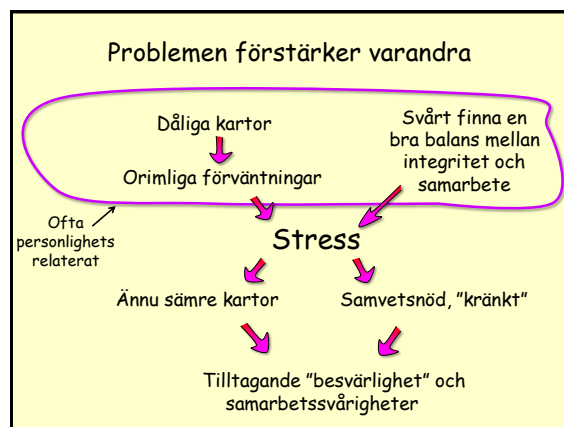 Problemen förstärker varandra
Dåliga kartor
Orimliga förväntningar
Svårt finna en
bra balans mellan
integritet och
samarbete
Ofta
personlighets
relaterat
Stress
Ännu sämre kartor
Samvetsnöd, ”kränkt”
Tilltagande ”besvärlighet” och
samarbetssvårigheter